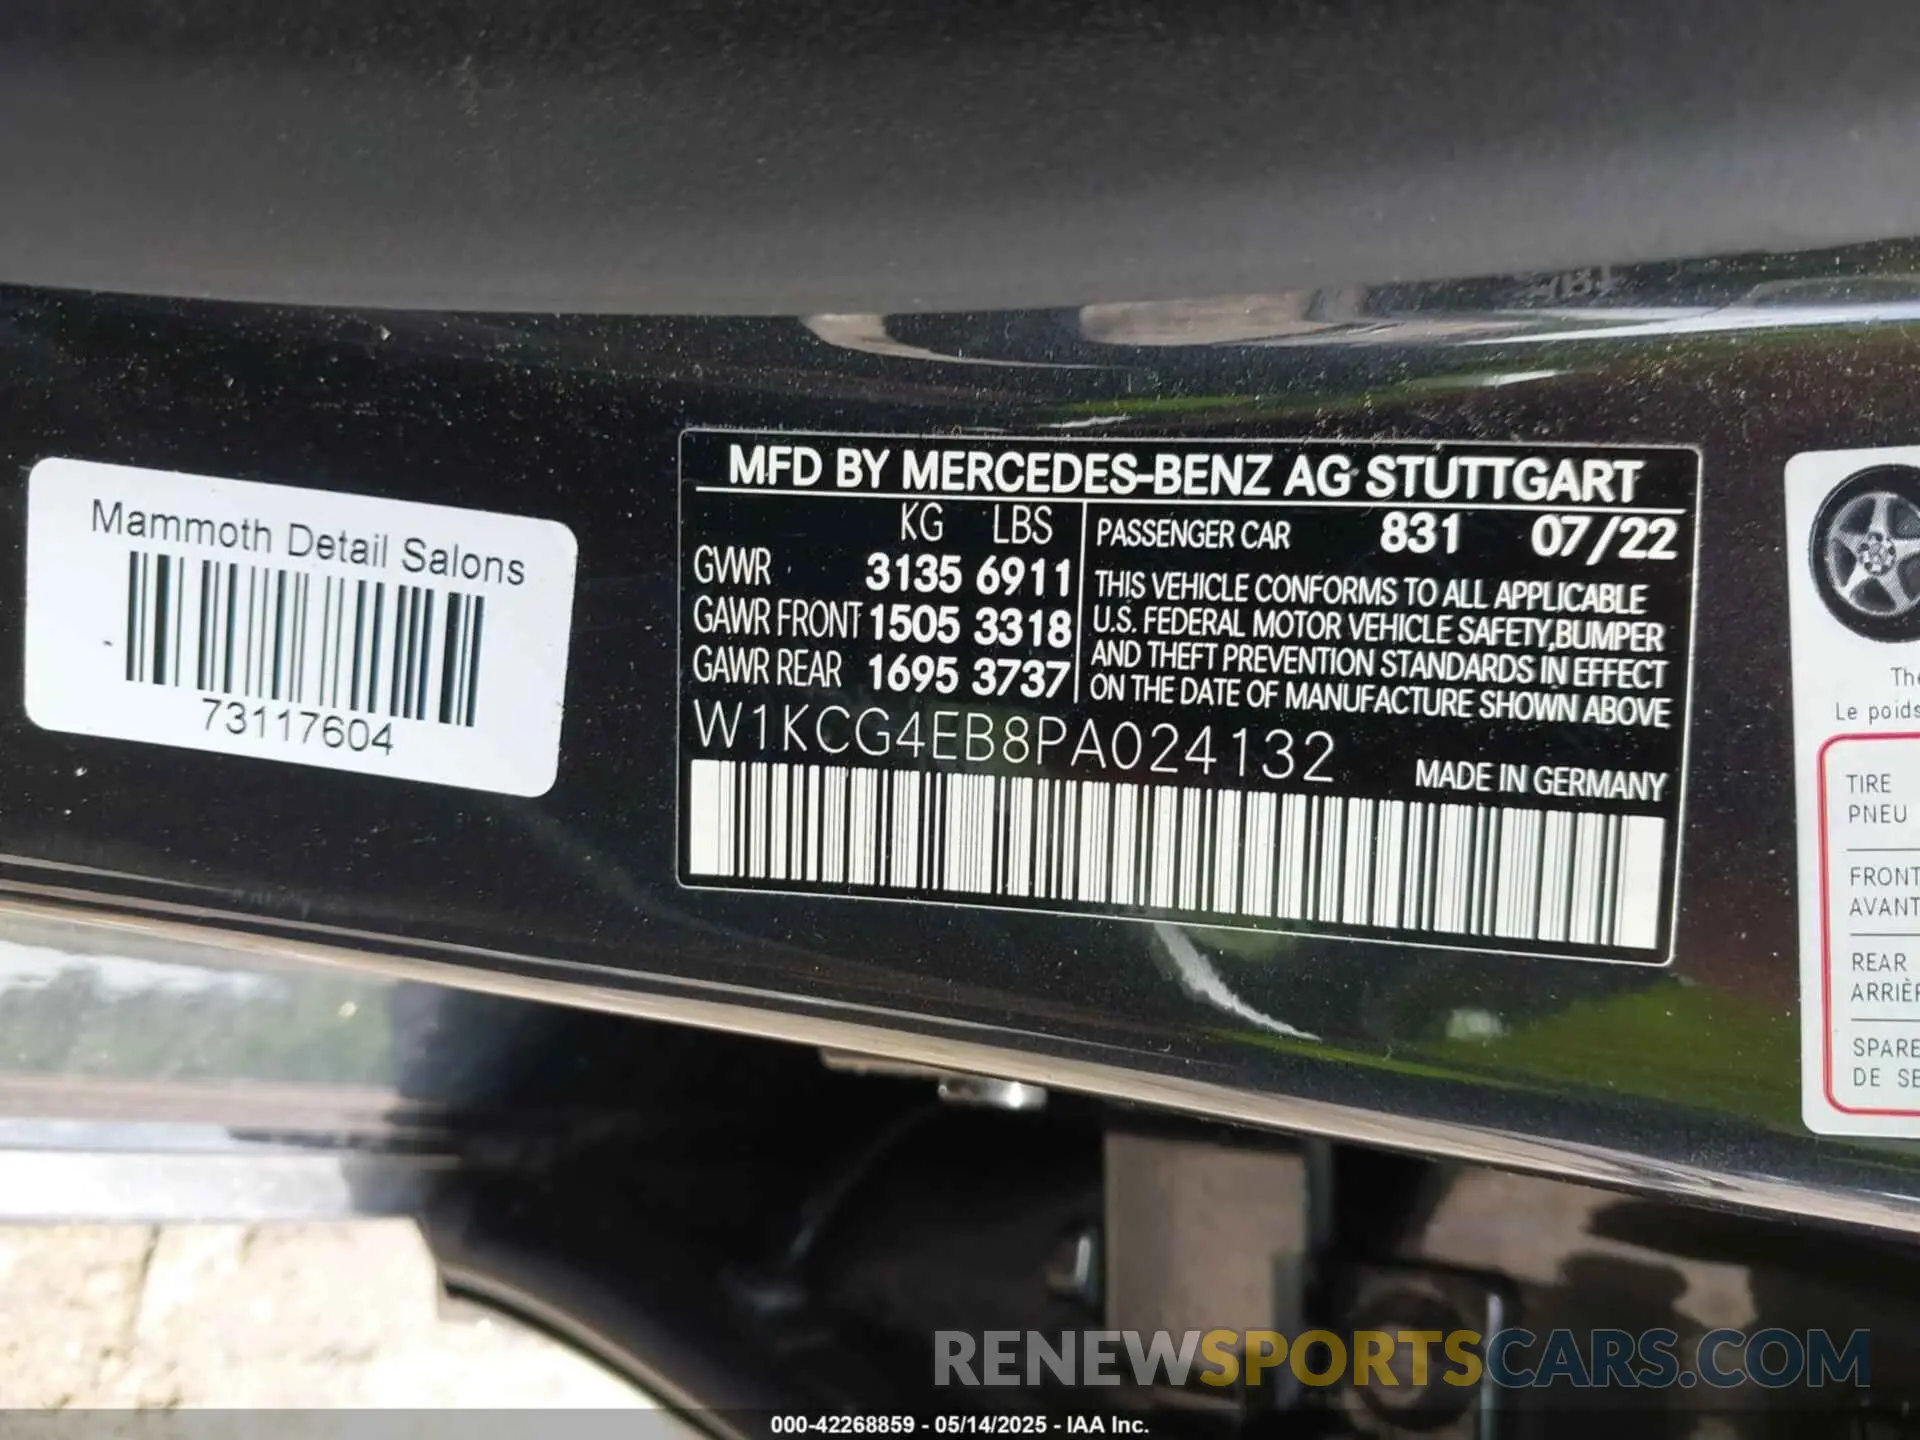 Mammoth Detail Salons
73117604
MFD BY MERCEDES-BENZ AG STUTTGART
KG LBS
GVWR 3135 6911
GAWR FRONT 1505 3318
GAWR REAR 1695 3737
PASSENGER CAR 831 07/22
THIS VEHICLE CONFORMS TO ALL APPLICABLE
U.S. FEDERAL MOTOR VEHICLE SAFETY,BUMPER
AND THEFT PREVENTION STANDARDS IN EFFECT
ON THE DATE OF MANUFACTURE SHOWN ABOVE
W1KCG4EB8PA024132
MADE IN GERMANY
Le poids
TIRE
PNEU
FRONT
AVANT
REAR
SPARE
DE
RENEWSPORTSCARS.COM
000-42268859 - 05/14/2025 - IAA Inc.